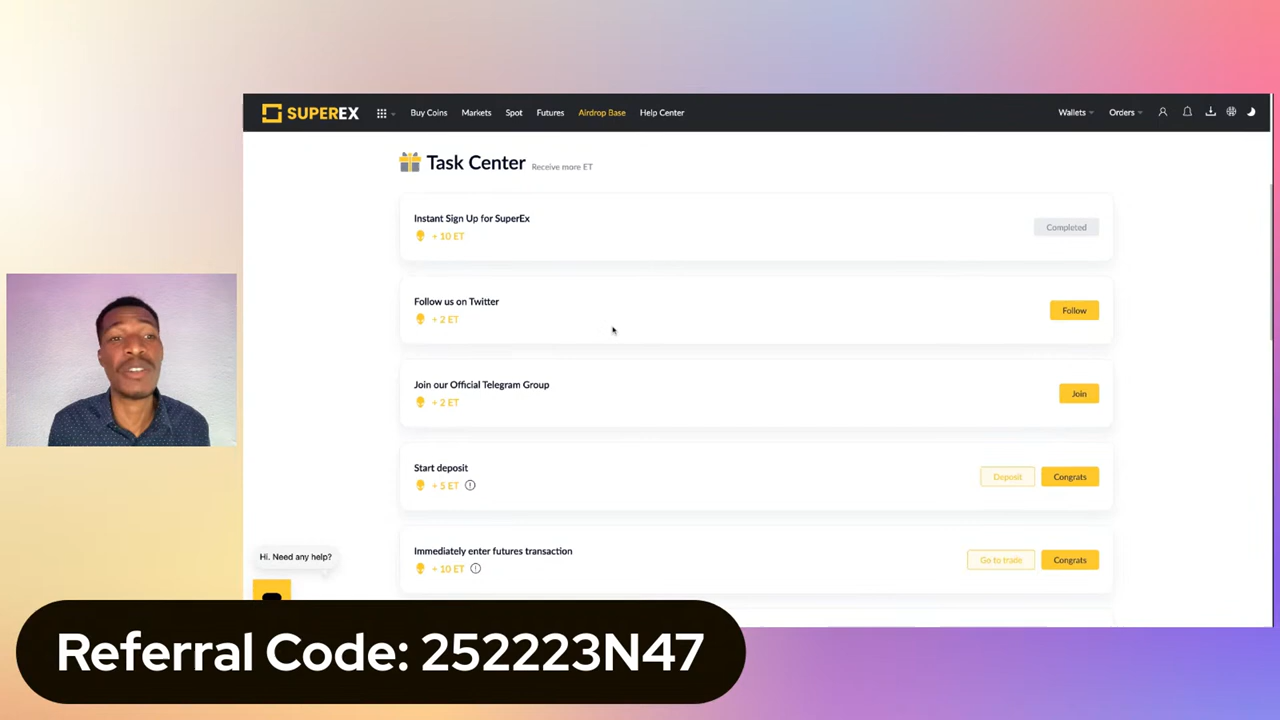 SUPEREX
Buy Coins
Markets
Spot
Futures
Airdrop Base
Help Center
Wallets
Orders
Task Center
Receive more ET
Instant Sign Up for SuperEx
+ 10 ET
Completed
Follow us on Twitter
+ 2 ET
Follow
Join our Official Telegram Group
+ 2 ET
Join
Start deposit
+ 5 ET
Deposit
Congrats
Immediately enter futures transaction
+ 10 ET
Go to trade
Congrats
Hi. Need any help?
Referral Code: 252223N47